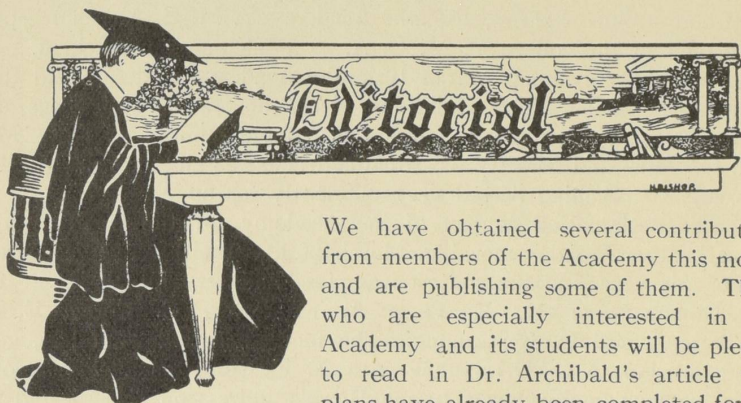 Editorial
H.BISHOP.
We have obtained several contribut
from members of the Academy this mo
and are publishing some of them. T
who are especially interested in
Academy and its students will be ple
to read in Dr. Archibald's article
plans have already been completed for